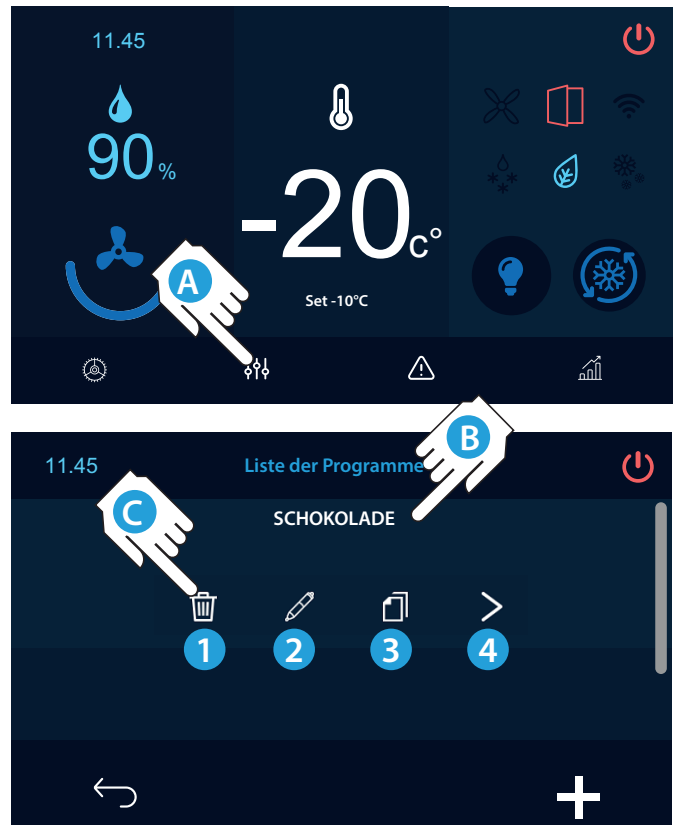 11.45
90%
-20c°
Set -10°C
A
B
11.45
Liste der Programme
C
SCHOKOLADE
1 2 3 4